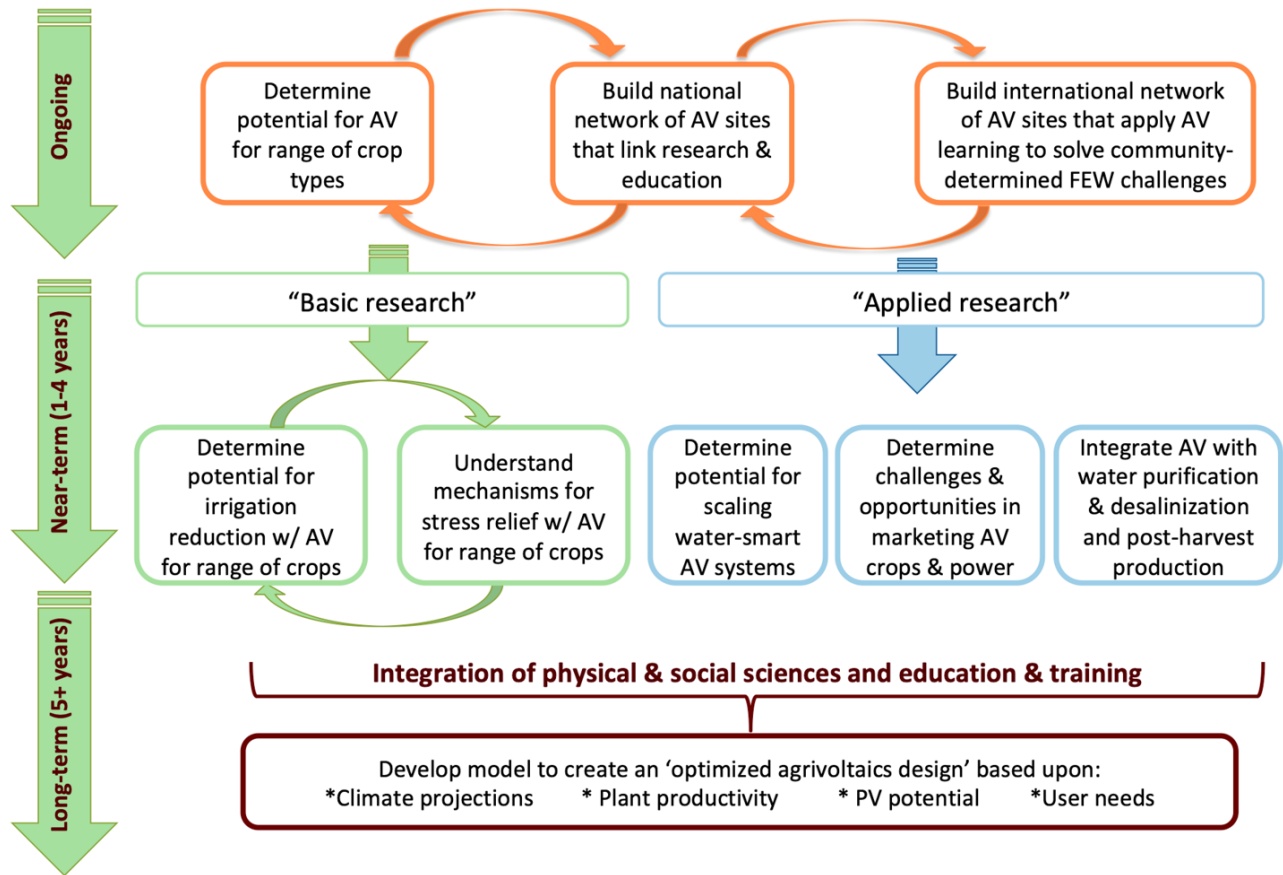 Ongoing
Determine
potential for AV
for range of crop
types
Build national
network of AV sites
that link research &
education
Build international network
of AV sites that apply AV
learning to solve community-
determined FEW challenges
Near-term (1-4 years)
“Basic research”
“Applied research”
Determine
potential for
irrigation
reduction w/ AV
for range of crops
Understand
mechanisms for
stress relief w/ AV
for range of crops
Determine
potential for
scaling
water-smart
AV systems
Determine
challenges &
opportunities in
marketing AV
crops & power
Integrate AV with
water purification
& desalinization
and post-harvest
production
Long-term (5+ years)
Integration of physical & social sciences and education & training
Develop model to create an ‘optimized agrivoltaics design’ based upon:
*Climate projections * Plant productivity * PV potential *User needs